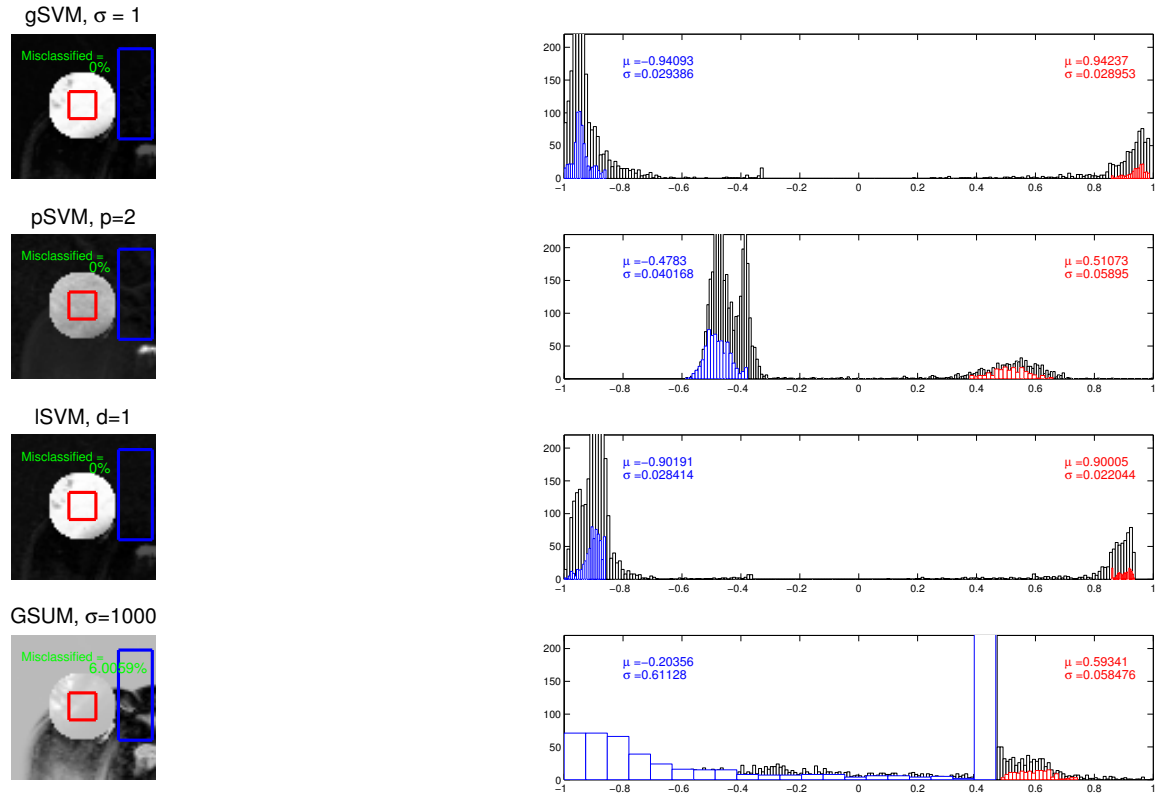 gSVM, σ = 1
Misclassified =
0%
200
150
100
50
0
μ =−0.94093
σ =0.029386
μ =0.94237
σ =0.028953
−1 −0.8 −0.6 −0.4 −0.2 0 0.2 0.4 0.6 0.8 1
pSVM, p=2
Misclassified =
0%
200
150
100
50
0
μ =−0.4783
σ =0.040168
μ =0.51073
σ =0.05895
−1 −0.8 −0.6 −0.4 −0.2 0 0.2 0.4 0.6 0.8 1
lSVM, d=1
Misclassified =
0%
200
150
100
50
0
μ =−0.90191
σ =0.028414
μ =0.90005
σ =0.022044
−1 −0.8 −0.6 −0.4 −0.2 0 0.2 0.4 0.6 0.8 1
GSUM, σ=1000
Misclassified =
6.0059%
200
150
100
50
0
μ =−0.20356
σ =0.61128
μ =0.59341
σ =0.058476
−1 −0.8 −0.6 −0.4 −0.2 0 0.2 0.4 0.6 0.8 1